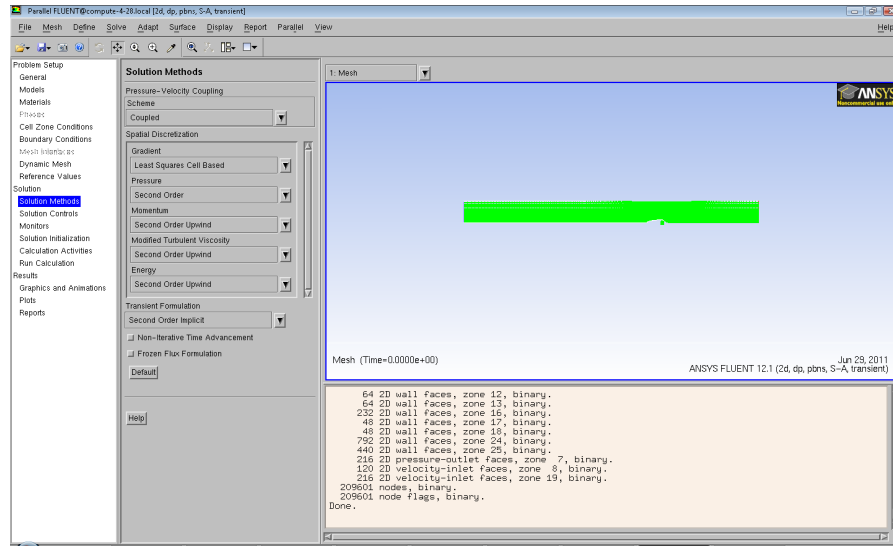 Parallel FLUENT@compute-4-28.local [2d, dp, pbns, S-A, transient]
File Mesh Define Solve Adapt Surface Display Report Parallel View Help
Problem Setup
General
Models
Materials
Phases
Cell Zone Conditions
Boundary Conditions
Mesh Interfaces
Dynamic Mesh
Reference Values
Solution
Solution Methods
Solution Controls
Monitors
Solution Initialization
Calculation Activities
Run Calculation
Results
Graphics and Animations
Plots
Reports
Solution Methods
Pressure-Velocity Coupling
Scheme
Coupled
Spatial Discretization
Gradient
Least Squares Cell Based
Pressure
Second Order
Momentum
Second Order Upwind
Modified Turbulent Viscosity
Second Order Upwind
Energy
Second Order Upwind
Transient Formulation
Second Order Implicit
Non-Iterative Time Advancement
Frozen Flux Formulation
Default
Help
1: Mesh
ANSYS
Noncommercial use onl
Mesh (Time=0.0000e+00)
Jun 29, 2011
ANSYS FLUENT 12.1 (2d, dp, pbns, S-A, transient)
64 2D wall faces, zone 12, binary.
64 2D wall faces, zone 13, binary.
232 2D wall faces, zone 16, binary.
48 2D wall faces, zone 17, binary.
48 2D wall faces, zone 18, binary.
792 2D wall faces, zone 24, binary.
440 2D wall faces, zone 25, binary.
216 2D pressure-outlet faces, zone 7, binary.
120 2D velocity-inlet faces, zone 8, binary.
216 2D velocity-inlet faces, zone 19, binary.
209601 nodes, binary.
209601 node flags, binary.
Done.